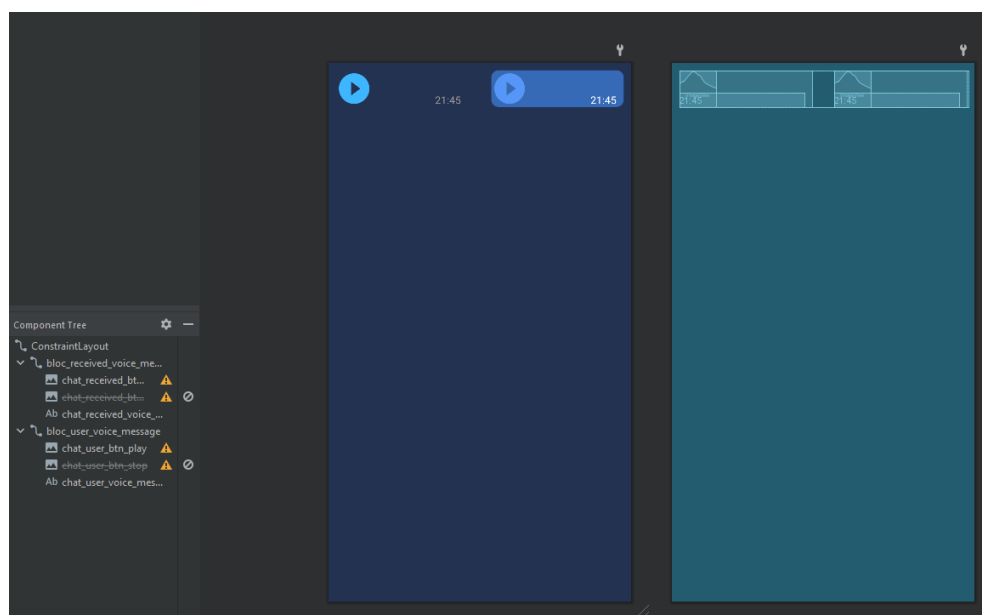 21:45
21:45
21:45
21:45
Component Tree
ConstraintLayout
bloc_received_voice_me...
chat_received_bt...
chat_received_bt...
Ab chat_received_voice_...
bloc_user_voice_message
chat_user_btn_play
chat_user_btn_stop
Ab chat_user_voice_mes...